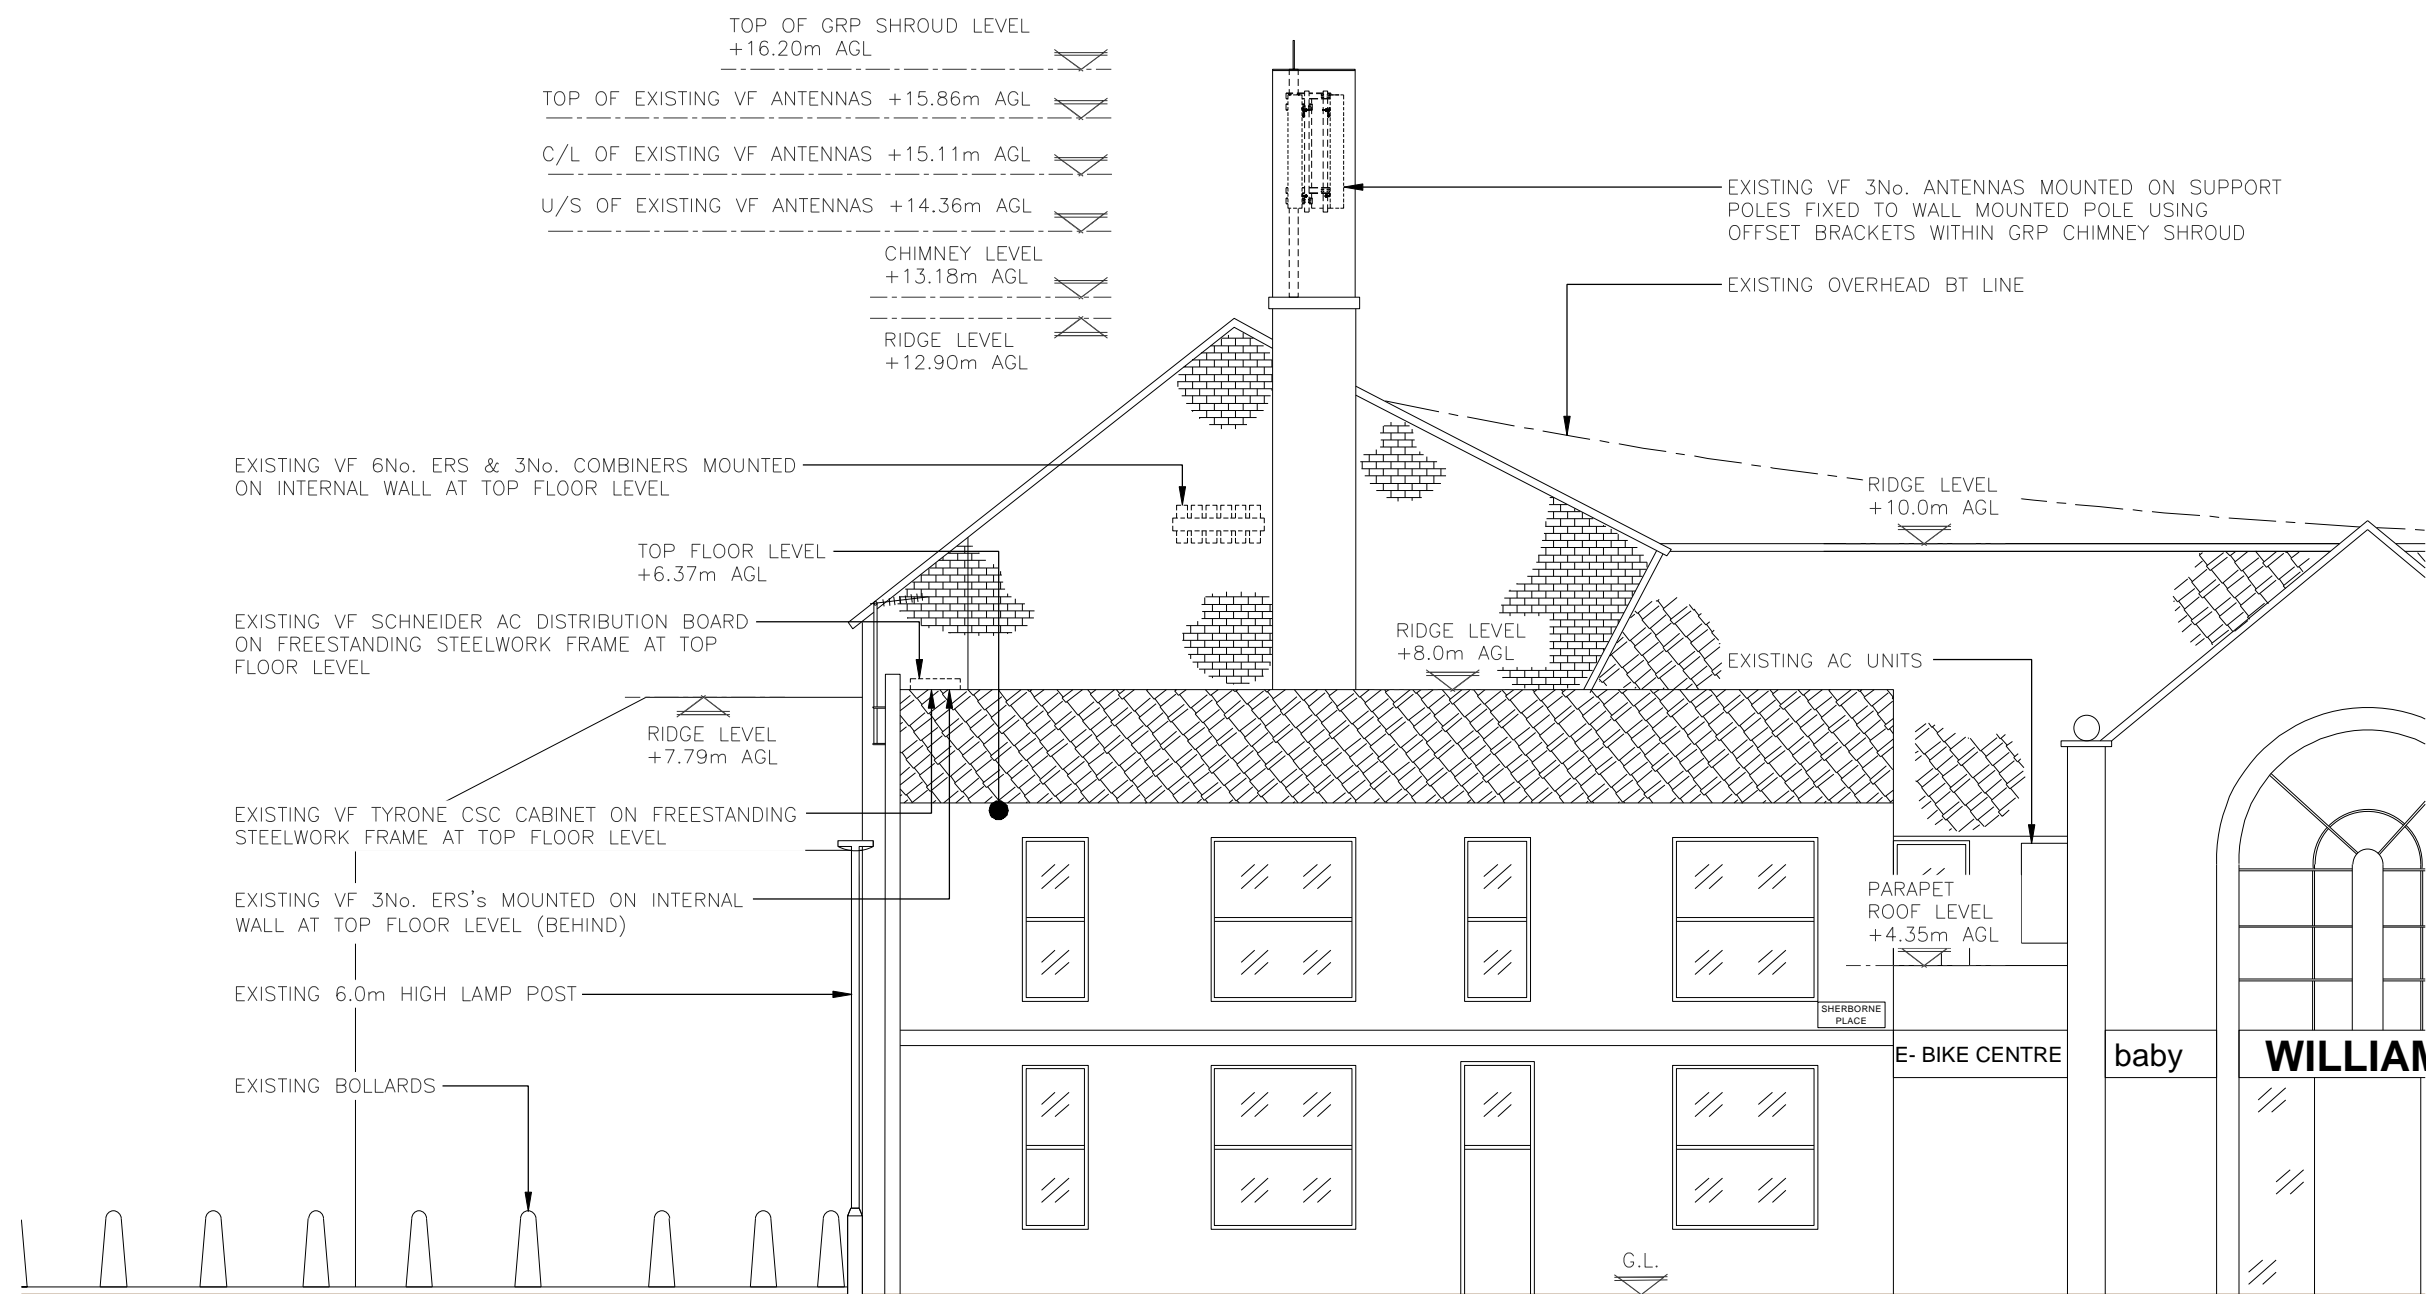 TOP OF GRP SHROUD LEVEL
+16.20m AGL
TOP OF EXISTING VF ANTENNAS +15.86m AGL
C/L OF EXISTING VF ANTENNAS +15.11m AGL
U/S OF EXISTING VF ANTENNAS +14.36m AGL
CHIMNEY LEVEL
+13.18m AGL
RIDGE LEVEL
+12.90m AGL
EXISTING VF 3No. ANTENNAS MOUNTED ON SUPPORT
POLES FIXED TO WALL MOUNTED POLE USING
OFFSET BRACKETS WITHIN GRP CHIMNEY SHROUD
EXISTING OVERHEAD BT LINE
EXISTING VF 6No. ERS & 3No. COMBINERS MOUNTED
ON INTERNAL WALL AT TOP FLOOR LEVEL
RIDGE LEVEL
+10.0m AGL
TOP FLOOR LEVEL
+6.37m AGL
EXISTING VF SCHNEIDER AC DISTRIBUTION BOARD
ON FREESTANDING STEELWORK FRAME AT TOP
FLOOR LEVEL
RIDGE LEVEL
+8.0m AGL
EXISTING AC UNITS
RIDGE LEVEL
+7.79m AGL
EXISTING VF TYRONE CSC CABINET ON FREESTANDING
STEELWORK FRAME AT TOP FLOOR LEVEL
EXISTING VF 3No. ERS's MOUNTED ON INTERNAL
WALL AT TOP FLOOR LEVEL (BEHIND)
PARAPET
ROOF LEVEL
+4.35m AGL
EXISTING 6.0m HIGH LAMP POST
SHERBORNE
PLACE
E- BIKE CENTRE
baby
WILLIAM
EXISTING BOLLARDS
G.L.